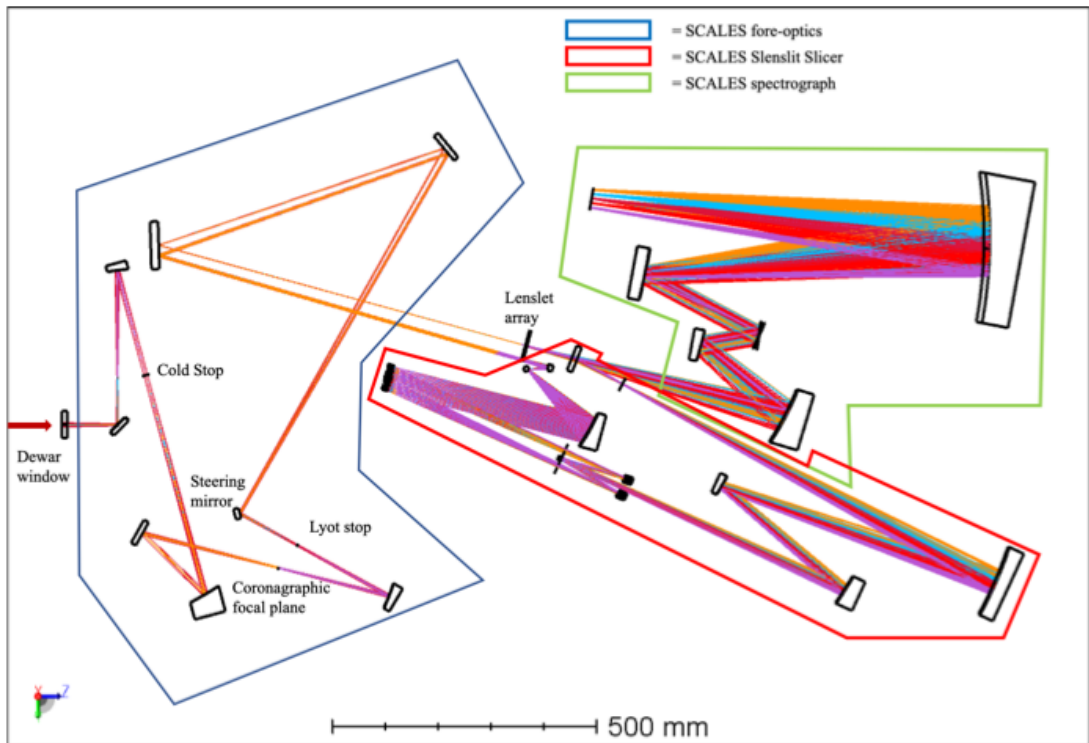 = SCALES fore-optics
= SCALES Slenslit Slicer
= SCALES spectrograph
Lenslet
array
Cold Stop
Dewar
window
Steering
mirror
Lyot stop
Coronagraphic
focal plane
X
Z
Y
500 mm